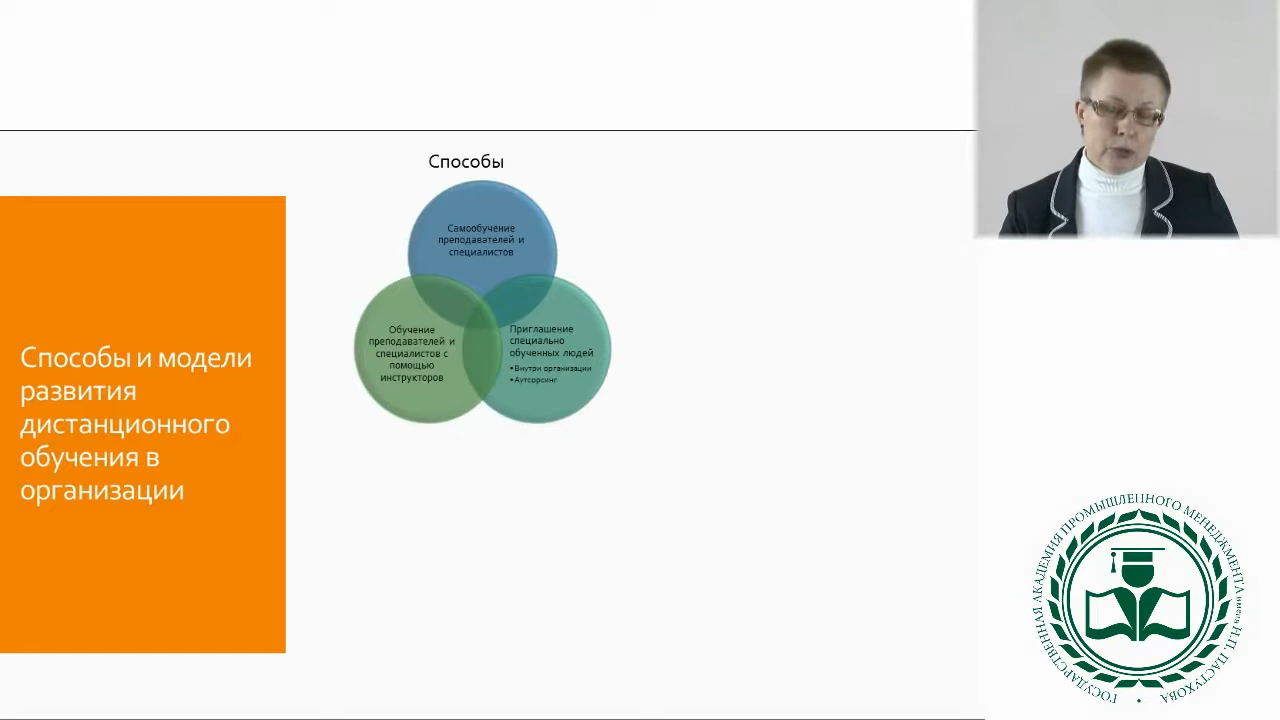 Способы
Самообучение
преподавателей и
специалистов
Обучение
преподавателей и
специалистов с
помощью
инструкторов
Приглашение
специально
обученных людей
•Внутри организации
•Аутсорсинг
Способы и модели
развития
дистанционного
обучения в
организации
ГОСУДАРСТВЕННАЯ АКАДЕМИЯ ПРОМЫШЛЕННОГО МЕНЕДЖМЕНТА имени Н.П. ПАСТУХОВА